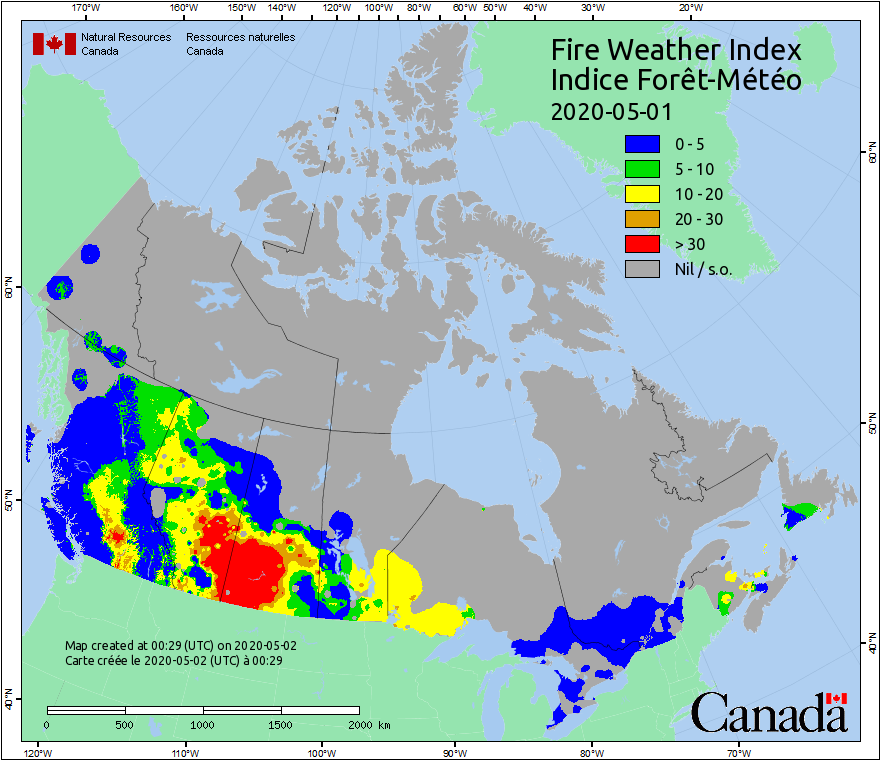 170°W 160°W 150°W 140°W 130°W 120°W 110°W 100°W 90°W 80°W 60°W 50°W 40°W 30°W 20°W
Natural Resources Canada
Ressources naturelles Canada
Fire Weather Index
Indice Forêt-Météo
2020-05-01
0 - 5
5 - 10
10 - 20
20 - 30
> 30
Nil / s.o.
60°N
60°N
50°N
50°N
40°N
40°N
Map created at 00:29 (UTC) on 2020-05-02
Carte créée le 2020-05-02 (UTC) à 00:29
0 500 1000 1500 2000 km
Canada
120°W 110°W 100°W 90°W 80°W 70°W